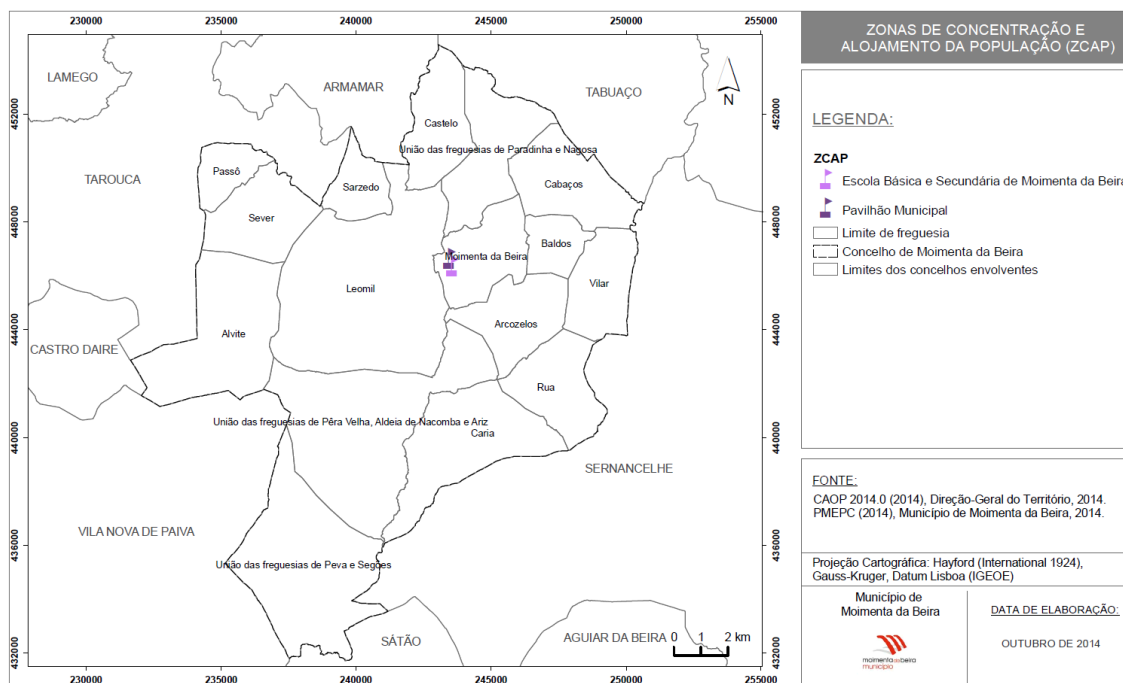 230000 235000 240000 245000 250000 255000
ZONAS DE CONCENTRAÇÃO E
ALOJAMENTO DA POPULAÇÃO (ZCAP)
LAMEGO
ARMAMAR
TABUAÇO
N
452000
452000
Castelo
União das freguesias de Paradinha e Nagosa
TAROUCA
Passô
Sarzedo
Cabaços
Sever
448000
448000
Baldos
Moimenta da Beira
Leomil
Vilar
Arcozelos
444000
444000
Alvite
CASTRO DAIRE
Rua
União das freguesias de Pêra Velha, Aldeia de Nacomba e Ariz
Caria
440000
440000
SERNANCELHE
VILA NOVA DE PAIVA
436000
436000
União das freguesias de Peva e Segões
SÁTÃO
AGUIAR DA BEIRA
0 1 2 km
432000
432000
230000 235000 240000 245000 250000 255000
LEGENDA:
ZCAP
Escola Básica e Secundária de Moimenta da Beira
Pavilhão Municipal
Limite de freguesia
Concelho de Moimenta da Beira
Limites dos concelhos envolventes
FONTE:
CAOP 2014.0 (2014), Direção-Geral do Território, 2014.
PMEPC (2014), Município de Moimenta da Beira, 2014.
Projeção Cartográfica: Hayford (International 1924),
Gauss-Kruger, Datum Lisboa (IGEOE)
Município de
Moimenta da Beira
moimenta da beira
município
DATA DE ELABORAÇÃO:
OUTUBRO DE 2014